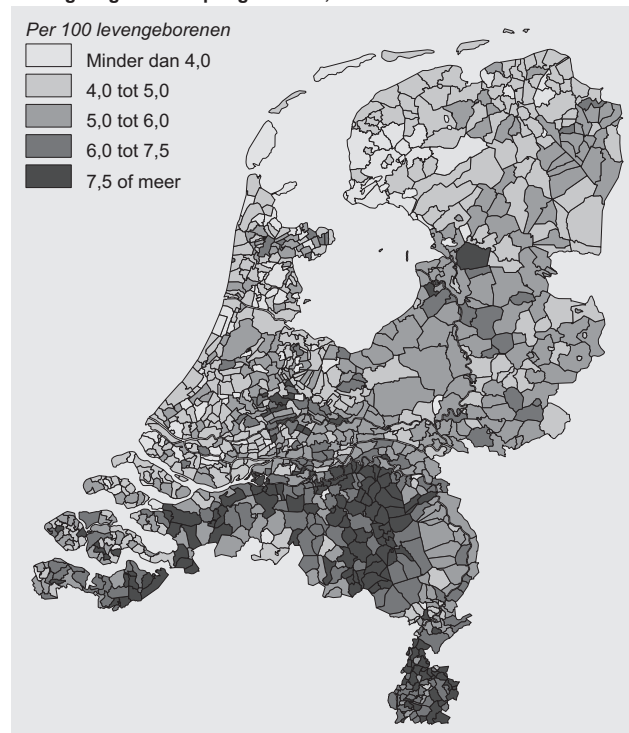 Per 100 levengeborenen
Minder dan 4,0
4,0 tot 5,0
5,0 tot 6,0
6,0 tot 7,5
7,5 of meer